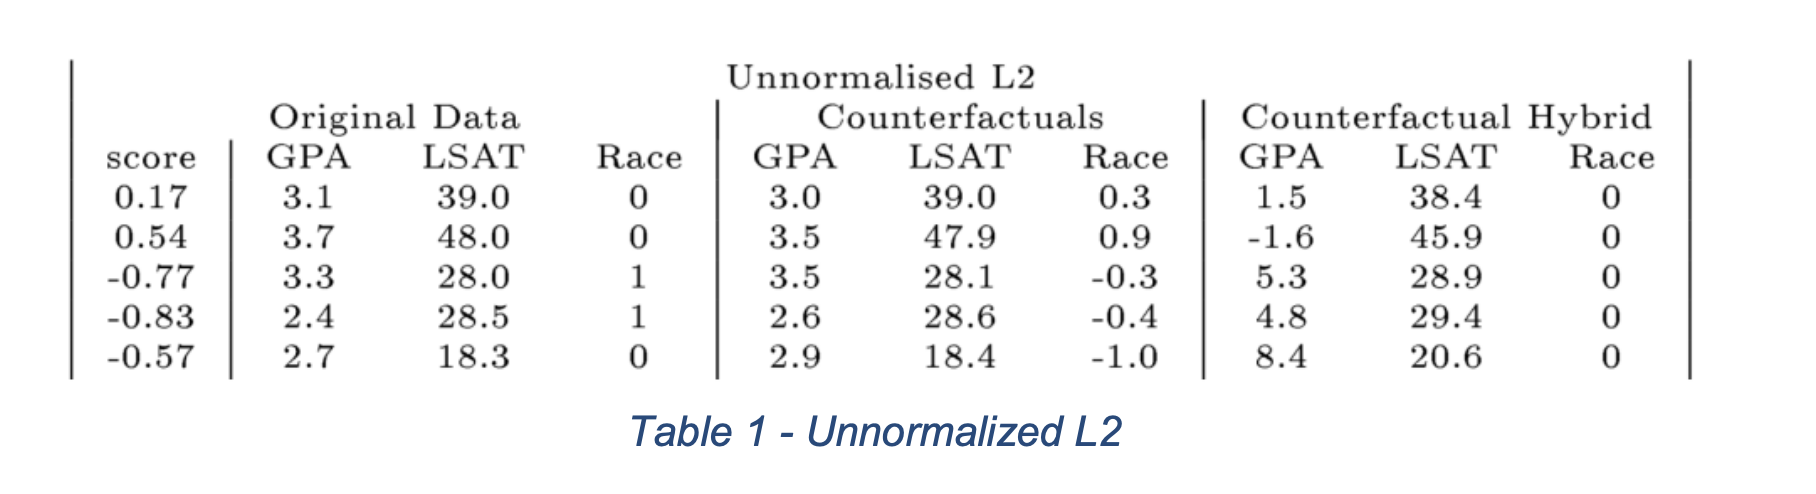 Unnormalised L2
Original Data Counterfactuals Counterfactual Hybrid
score GPA LSAT Race GPA LSAT Race GPA LSAT Race
0.17 3.1 39.0 0 3.0 39.0 0.3 1.5 38.4 0
0.54 3.7 48.0 0 3.5 47.9 0.9 -1.6 45.9 0
-0.77 3.3 28.0 1 3.5 28.1 -0.3 5.3 28.9 0
-0.83 2.4 28.5 1 2.6 28.6 -0.4 4.8 29.4 0
-0.57 2.7 18.3 0 2.9 18.4 -1.0 8.4 20.6 0
Table 1 - Unnormalized L2